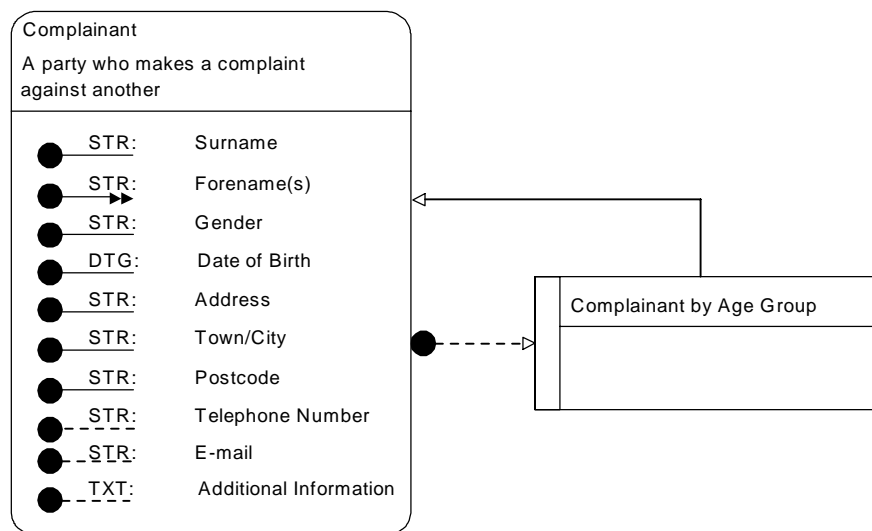 Complainant
A party who makes a complaint
against another
STR: Surname
STR: Forename(s)
STR: Gender
DTG: Date of Birth
STR: Address
STR: Town/City
STR: Postcode
STR: Telephone Number
STR: E-mail
TXT: Additional Information
Complainant by Age Group